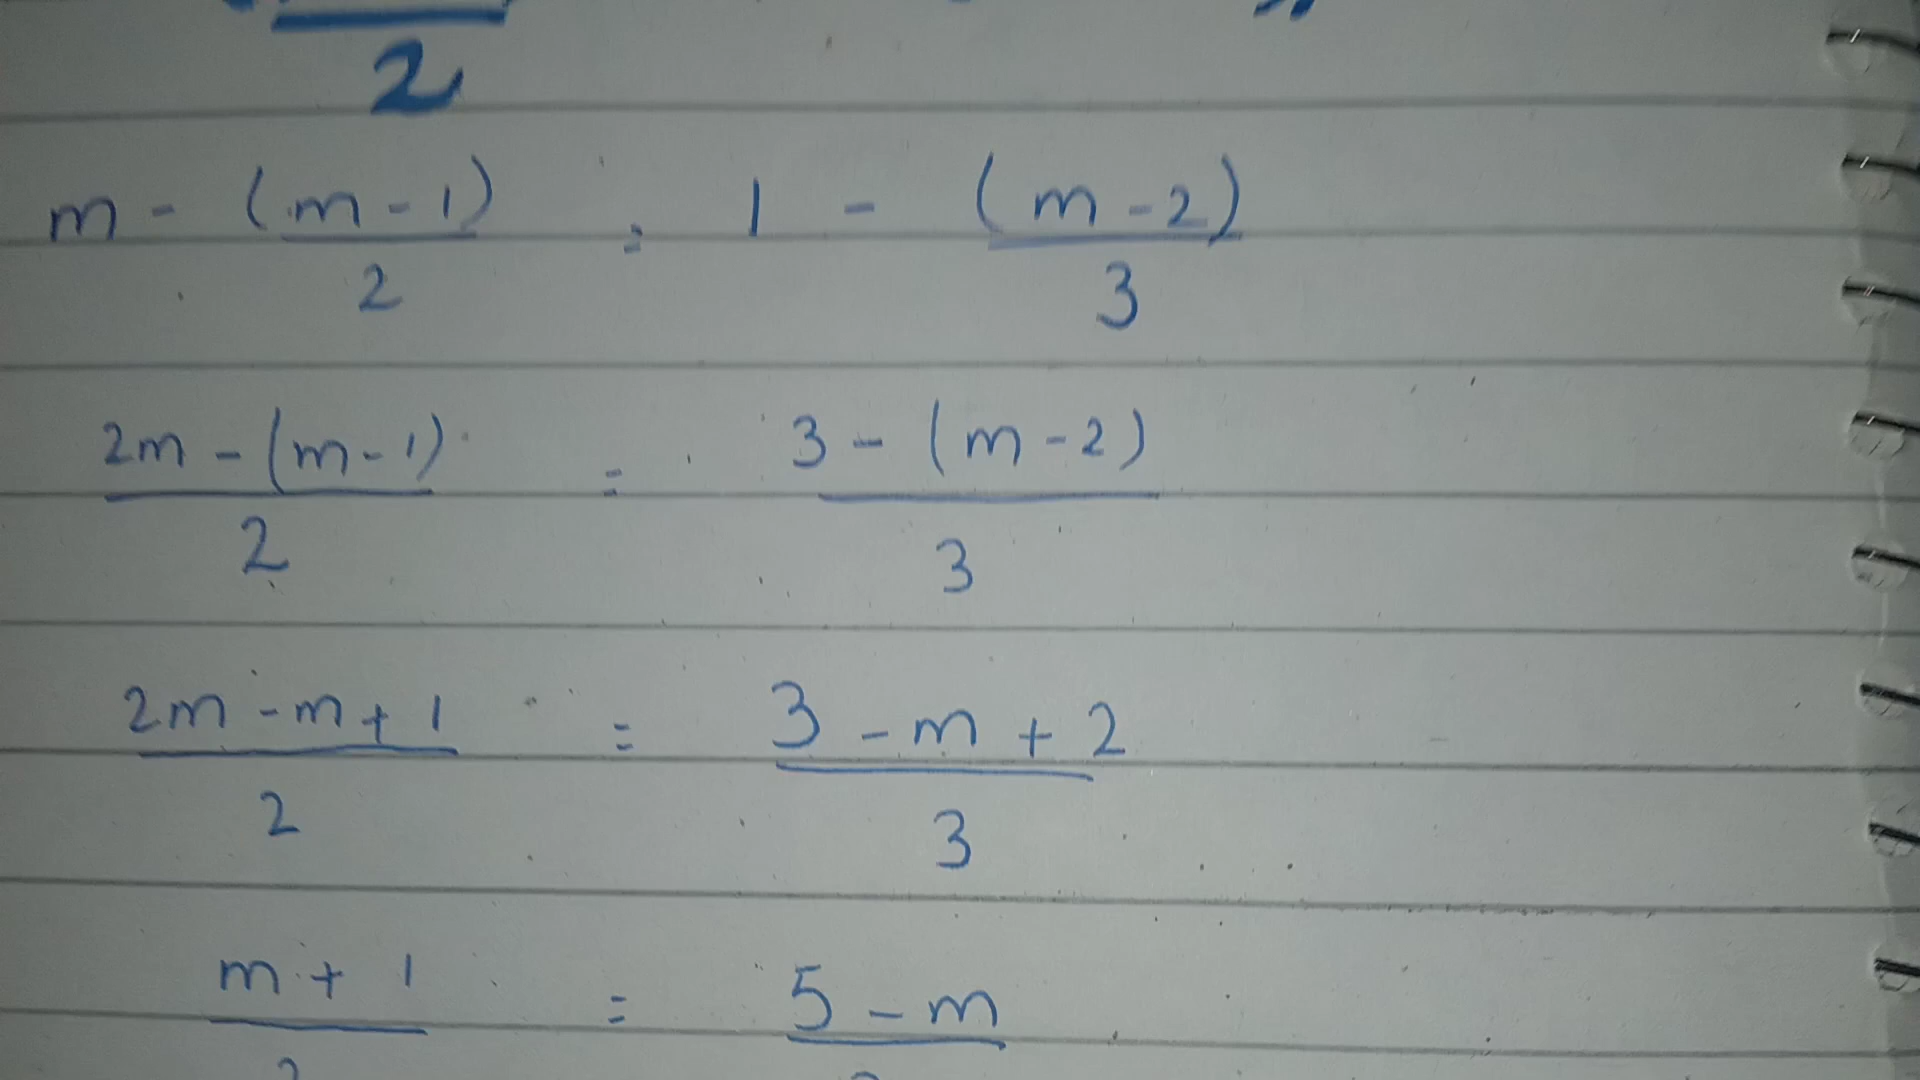 2
m - (m-1)/2 = 1 - (m-2)/3
(2m-(m-1))/2 = (3-(m-2))/3
(2m-m+1)/2 = (3-m+2)/3
m+1 = 5-m